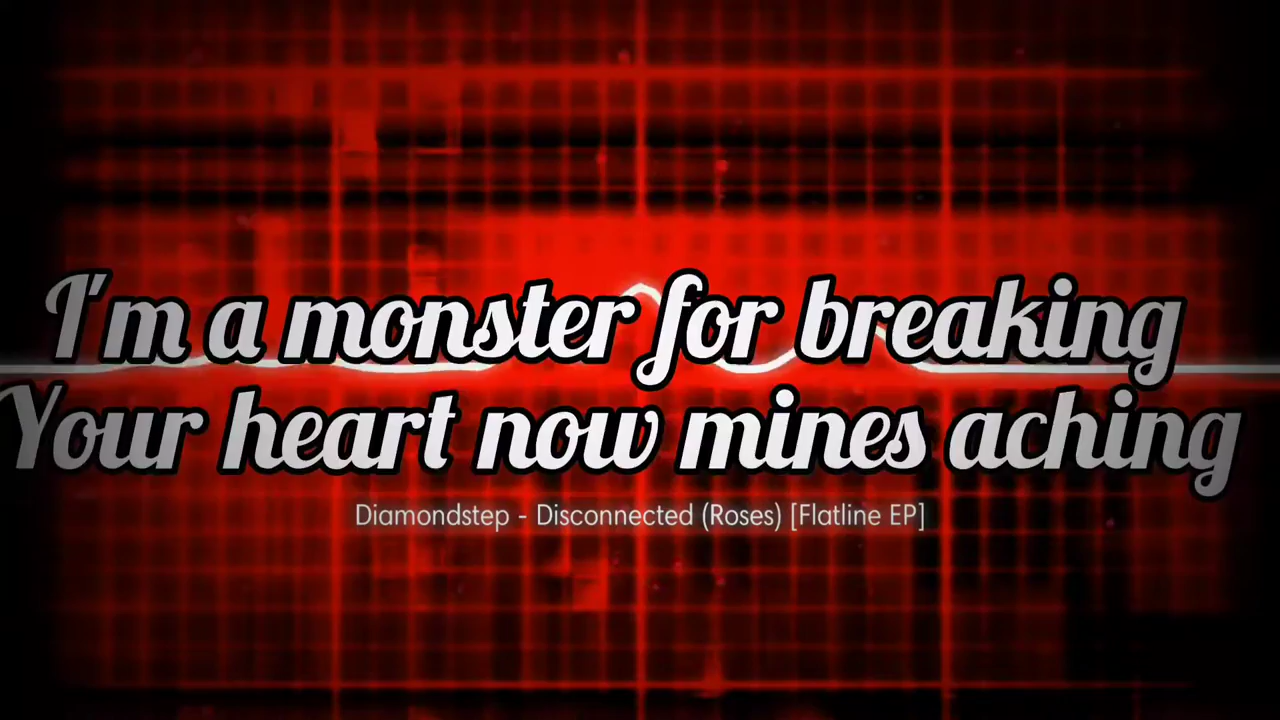 I'm a monster for breaking
Your heart now mines aching
Diamondstep - Disconnected (Roses) [Flatline EP]